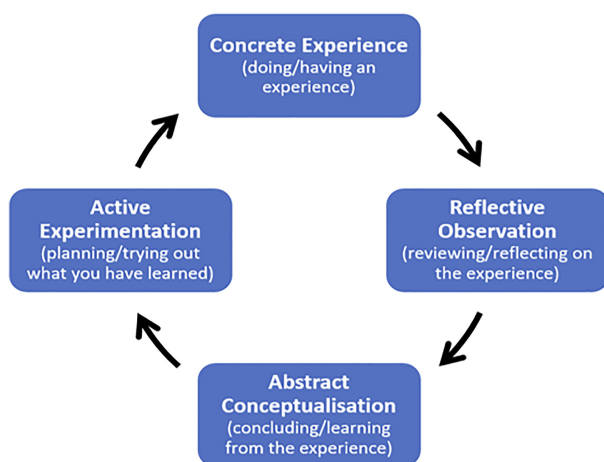 Concrete Experience
(doing/having an
experience)
Reflective
Observation
(reviewing/reflecting on
the experience)
Abstract
Conceptualisation
(concluding/learning
from the experience)
Active
Experimentation
(planning/trying out
what you have learned)